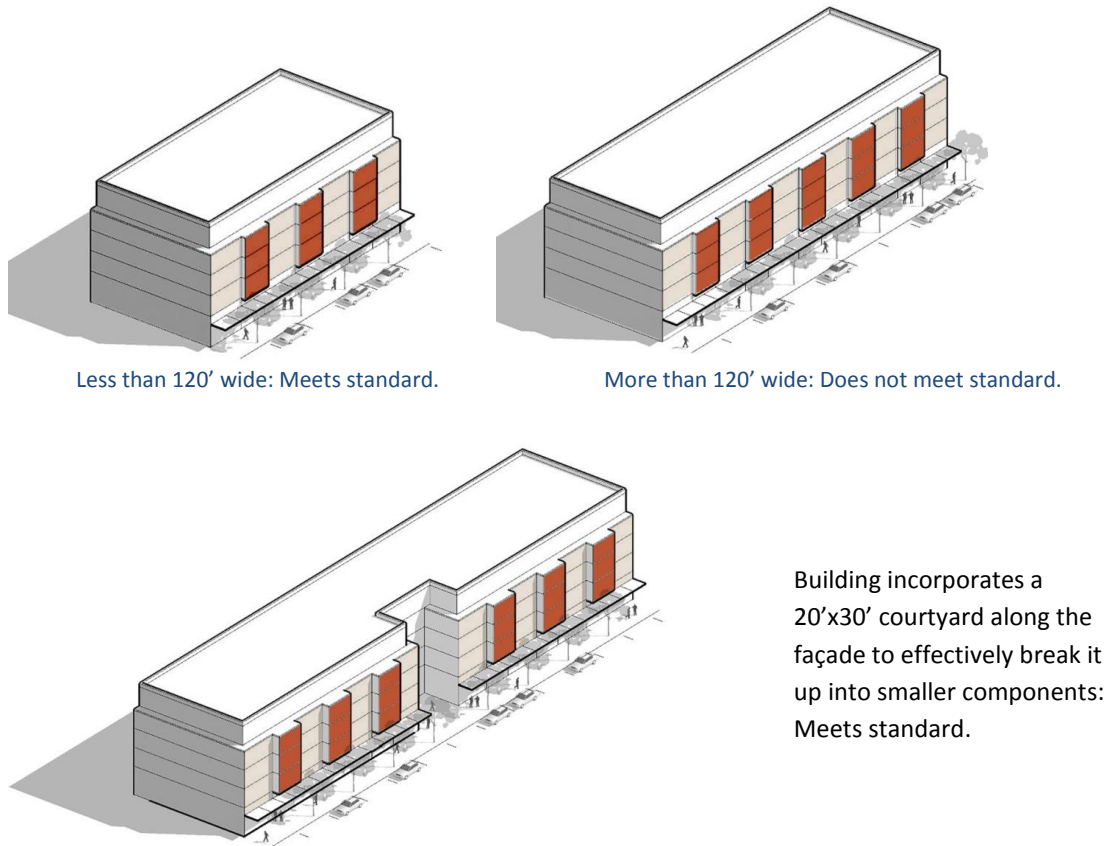 Less than 120’ wide: Meets standard.
More than 120’ wide: Does not meet standard.
Building incorporates a
20’x30’ courtyard along the
façade to effectively break it
up into smaller components:
Meets standard.